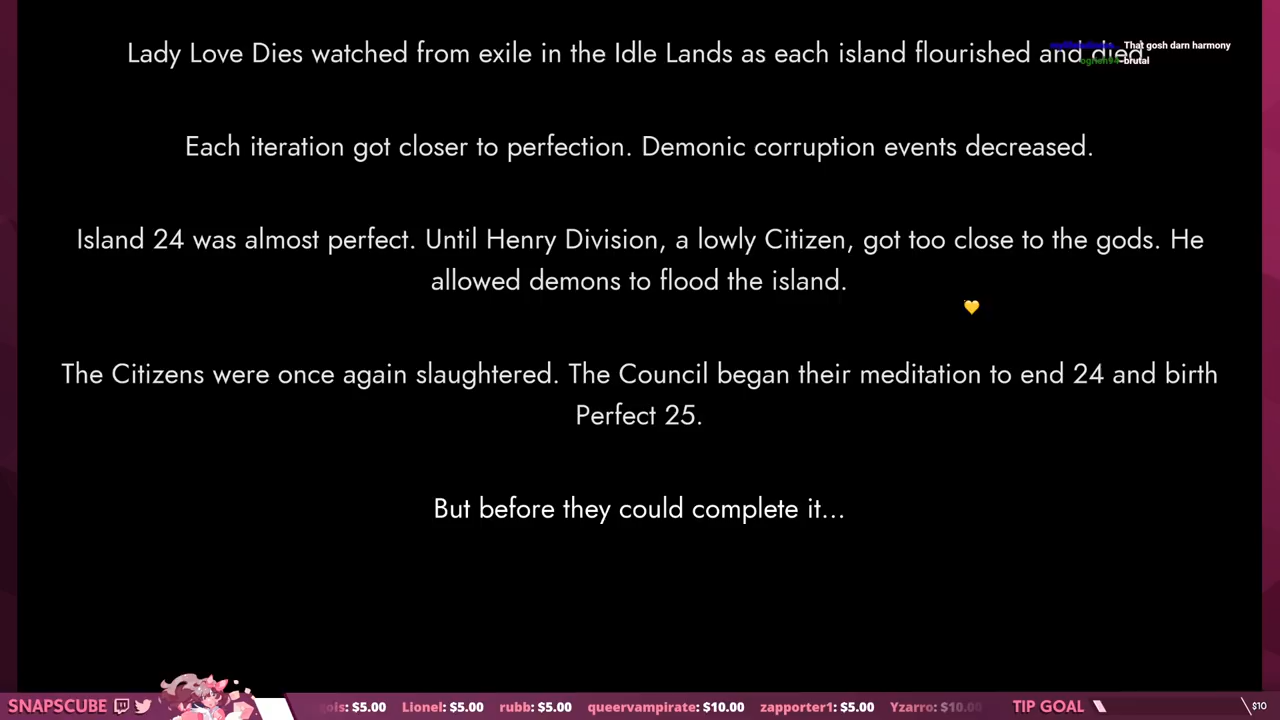 Lady Love Dies watched from exile in the Idle Lands as each island flourished and died.
That gosh darn harmony
ogrish94 brutal
Each iteration got closer to perfection. Demonic corruption events decreased.
Island 24 was almost perfect. Until Henry Division, a lowly Citizen, got too close to the gods. He
allowed demons to flood the island.
The Citizens were once again slaughtered. The Council began their meditation to end 24 and birth
Perfect 25.
But before they could complete it...
SNAPSCUBE ois: $5.00 Lionel: $5.00 rubb: $5.00 queervampirate: $10.00 zapporter1: $5.00 Yzarro: $10.00 TIP GOAL $10